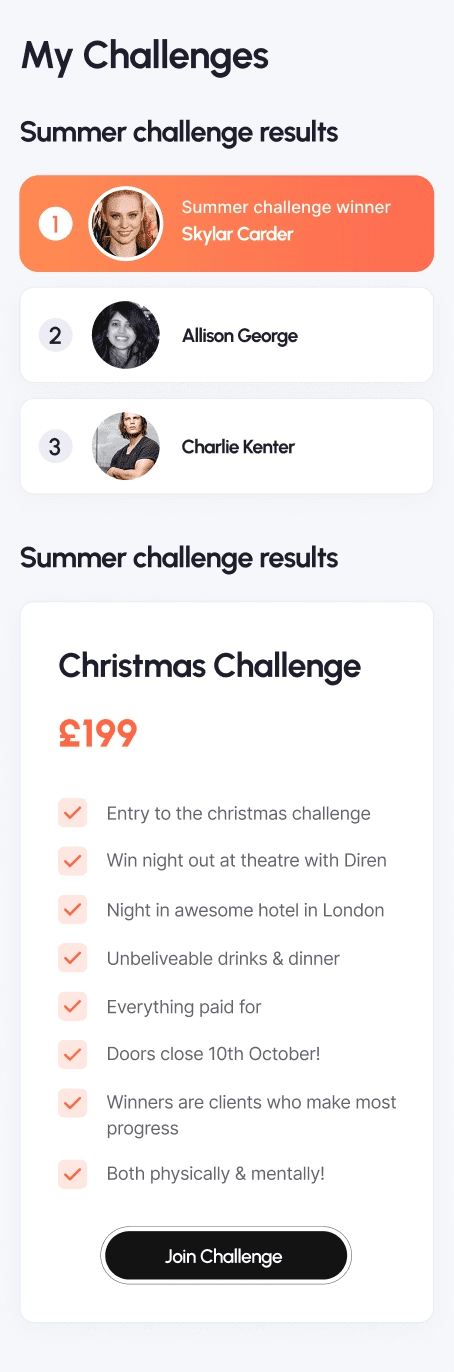 My Challenges
Summer challenge results
1
Summer challenge winner
Skylar Carder
2
Allison George
3
Charlie Kenter
Summer challenge results
Christmas Challenge
£199
Entry to the christmas challenge
Win night out at theatre with Diren
Night in awesome hotel in London
Unbeliveable drinks & dinner
Everything paid for
Doors close 10th October!
Winners are clients who make most
progress
Both physically & mentally!
Join Challenge